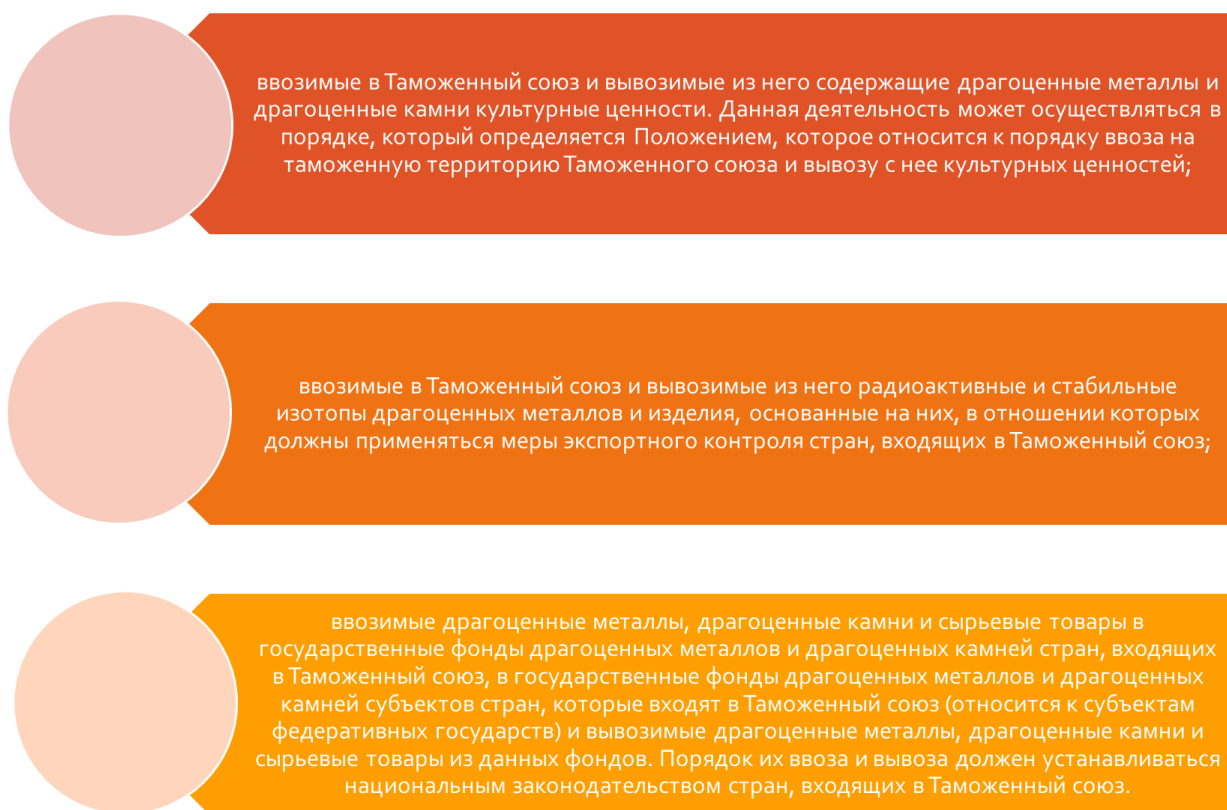 ввозимые в Таможенный союз и вывозимые из него содержащие драгоценные металлы и
драгоценные камни культурные ценности. Данная деятельность может осуществляться в
порядке, который определяется Положением, которое относится к порядку ввоза на
таможенную территорию Таможенного союза и вывозу с нее культурных ценностей;
ввозимые в Таможенный союз и вывозимые из него радиоактивные и стабильные
изотопы драгоценных металлов и изделия, основанные на них, в отношении которых
должны применяться меры экспортного контроля стран, входящих в Таможенный союз;
ввозимые драгоценные металлы, драгоценные камни и сырьевые товары в
государственные фонды драгоценных металлов и драгоценных камней стран, входящих
в Таможенный союз, в государственные фонды драгоценных металлов и драгоценных
камней субъектов стран, которые входят в Таможенный союз (относится к субъектам
федеративных государств) и вывозимые драгоценные металлы, драгоценные камни и
сырьевые товары из данных фондов. Порядок их ввоза и вывоза должен устанавливаться
национальным законодательством стран, входящих в Таможенный союз.